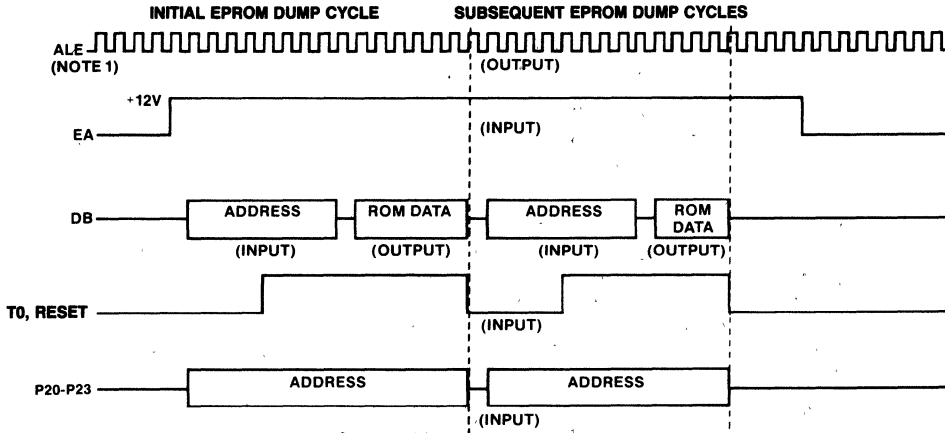 INITIAL EPROM DUMP CYCLE SUBSEQUENT EPROM DUMP CYCLES
ALE
(NOTE 1) (OUTPUT)
+12V
EA (INPUT)
DB ADDRESS ROM DATA ADDRESS ROM DATA
(INPUT) (OUTPUT) (INPUT) (OUTPUT)
T0, RESET (INPUT)
P20-P23 ADDRESS ADDRESS
(INPUT)